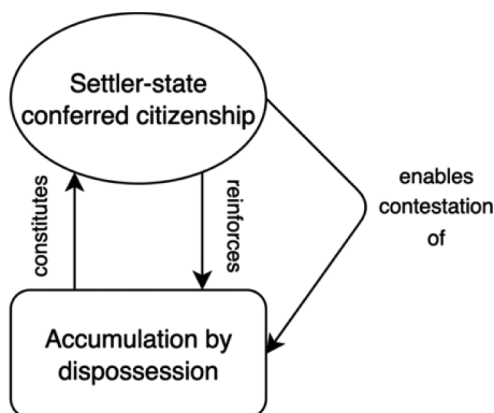 Settler-state
conferred citizenship
constitutes
reinforces
enables
contestation
of
Accumulation by
dispossession